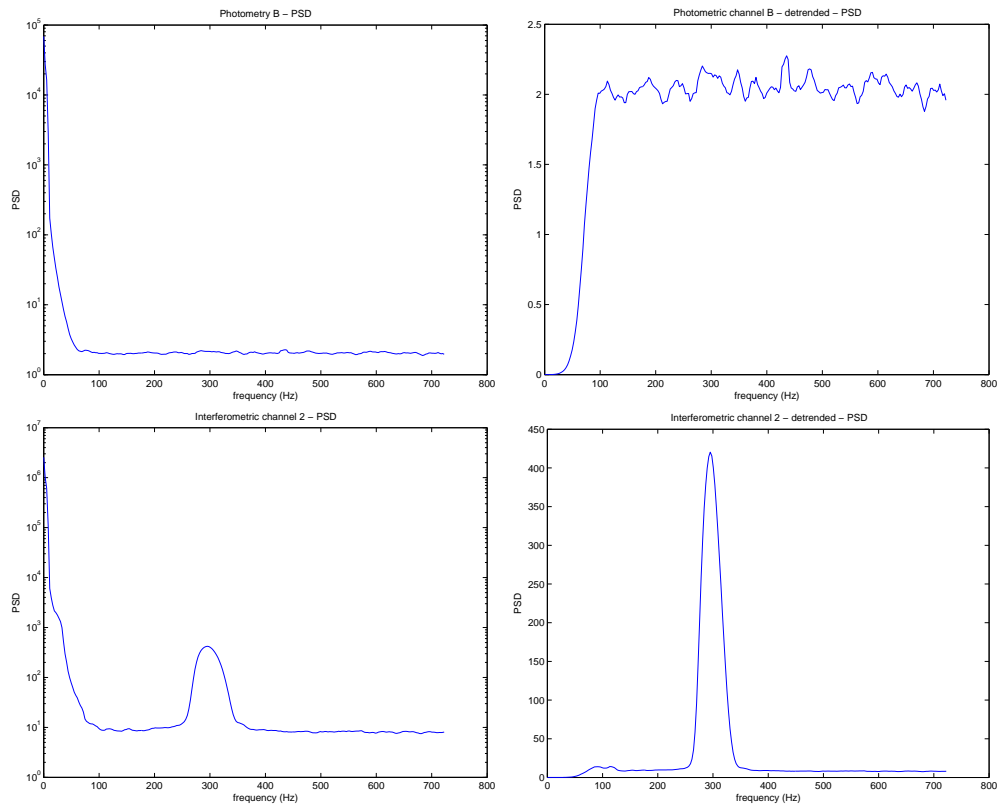 Photometry B − PSD
10^5
10^4
10^3
10^2
10^1
10^0
PSD
0 100 200 300 400 500 600 700 800
frequency (Hz)
Photometric channel B − detrended − PSD
2.5
2
1.5
1
0.5
0
PSD
0 100 200 300 400 500 600 700 800
frequency (Hz)
Interferometric channel 2 − PSD
10^7
10^6
10^5
10^4
10^3
10^2
10^1
10^0
PSD
0 100 200 300 400 500 600 700 800
frequency (Hz)
Interferometric channel 2 − detrended − PSD
450
400
350
300
250
200
150
100
50
0
PSD
0 100 200 300 400 500 600 700 800
frequency (Hz)